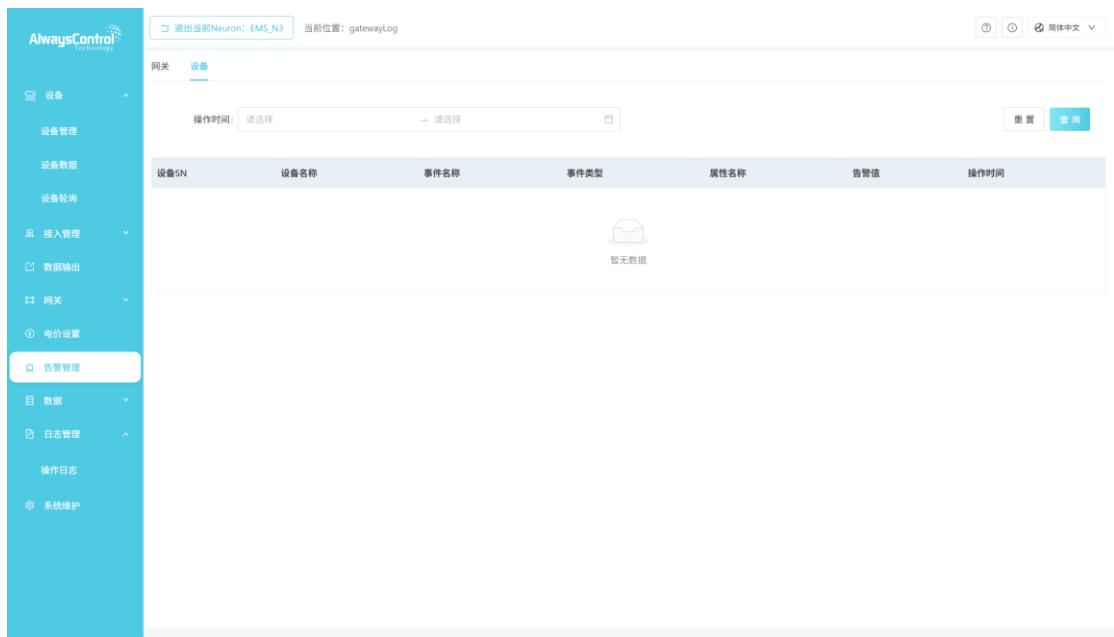 AlwaysControl
Technology
退出当前Neuron: EMS_N3
当前位置: gatewayLog
简体中文
网关
设备
设备
设备管理
设备数据
设备轮询
接入管理
数据输出
网关
电价设置
告警管理
数据
日志管理
操作日志
系统维护
操作时间:
请选择
请选择
重 置
查 询
设备SN
设备名称
事件名称
事件类型
属性名称
告警值
操作时间
暂无数据